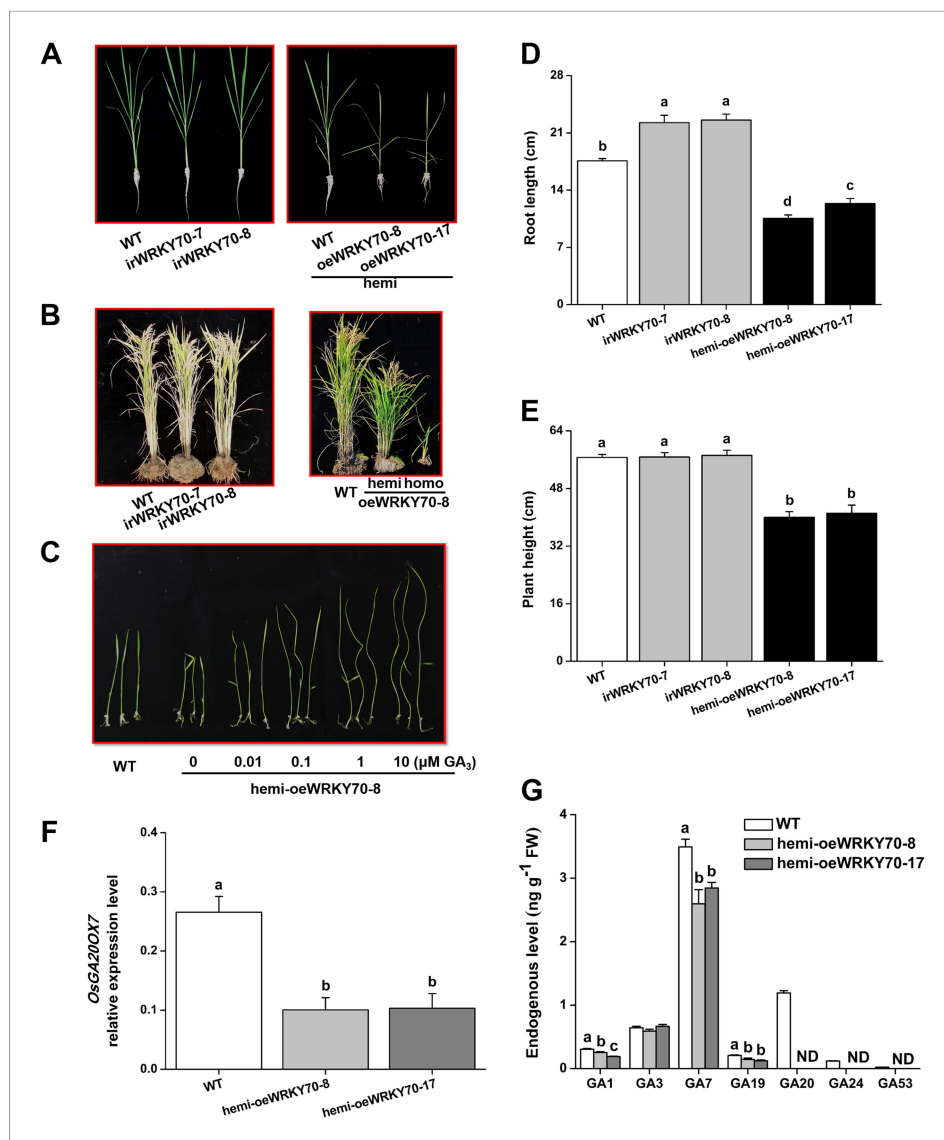 A
WT
irWRKY70-7
irWRKY70-8
WT
oeWRKY70-8
oeWRKY70-17
hemi
B
WT
irWRKY70-7
irWRKY70-8
WT
hemi homo
oeWRKY70-8
C
WT
0 0.01 0.1 1 10 (µM GA₃)
hemi-oeWRKY70-8
D
Root length (cm)
28
21
14
7
0
b
a
a
d
c
WT
irWRKY70-7
irWRKY70-8
hemi-oeWRKY70-8
hemi-oeWRKY70-17
E
Plant height (cm)
64
48
32
16
0
a
a
a
b
b
WT
irWRKY70-7
irWRKY70-8
hemi-oeWRKY70-8
hemi-oeWRKY70-17
F
OsGA20OX7
relative expression level
0.4
0.3
0.2
0.1
0.0
a
b
b
WT
hemi-oeWRKY70-8
hemi-oeWRKY70-17
G
Endogenous level (ng g⁻¹ FW)
4
3
2
1
0
WT
hemi-oeWRKY70-8
hemi-oeWRKY70-17
a b c
a b b
a b b
ND
ND
ND
GA1 GA3 GA7 GA19 GA20 GA24 GA53